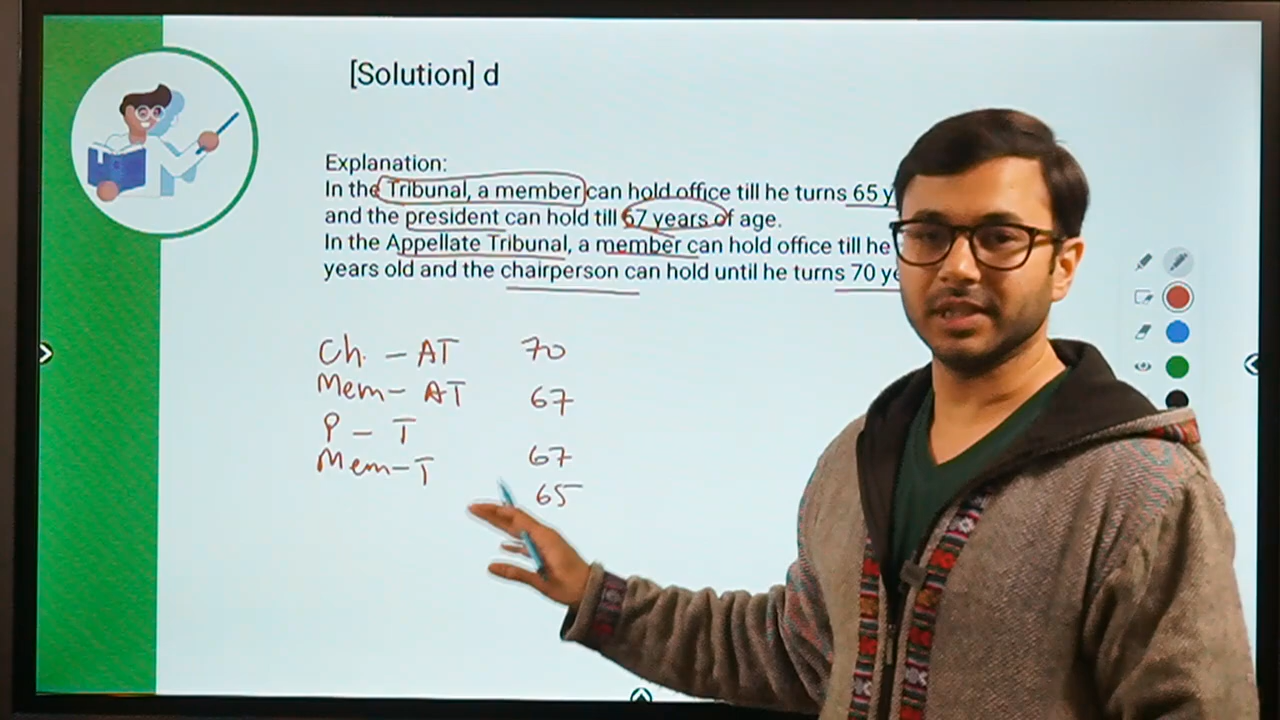 [Solution] d
Explanation:
In the Tribunal, a member can hold office till he turns 65 y
and the president can hold till 67 years of age.
In the Appellate Tribunal, a member can hold office till he
years old and the chairperson can hold until he turns 70 ye
Ch. - AT 70
Mem - AT 67
P - T 67
Mem - T 65